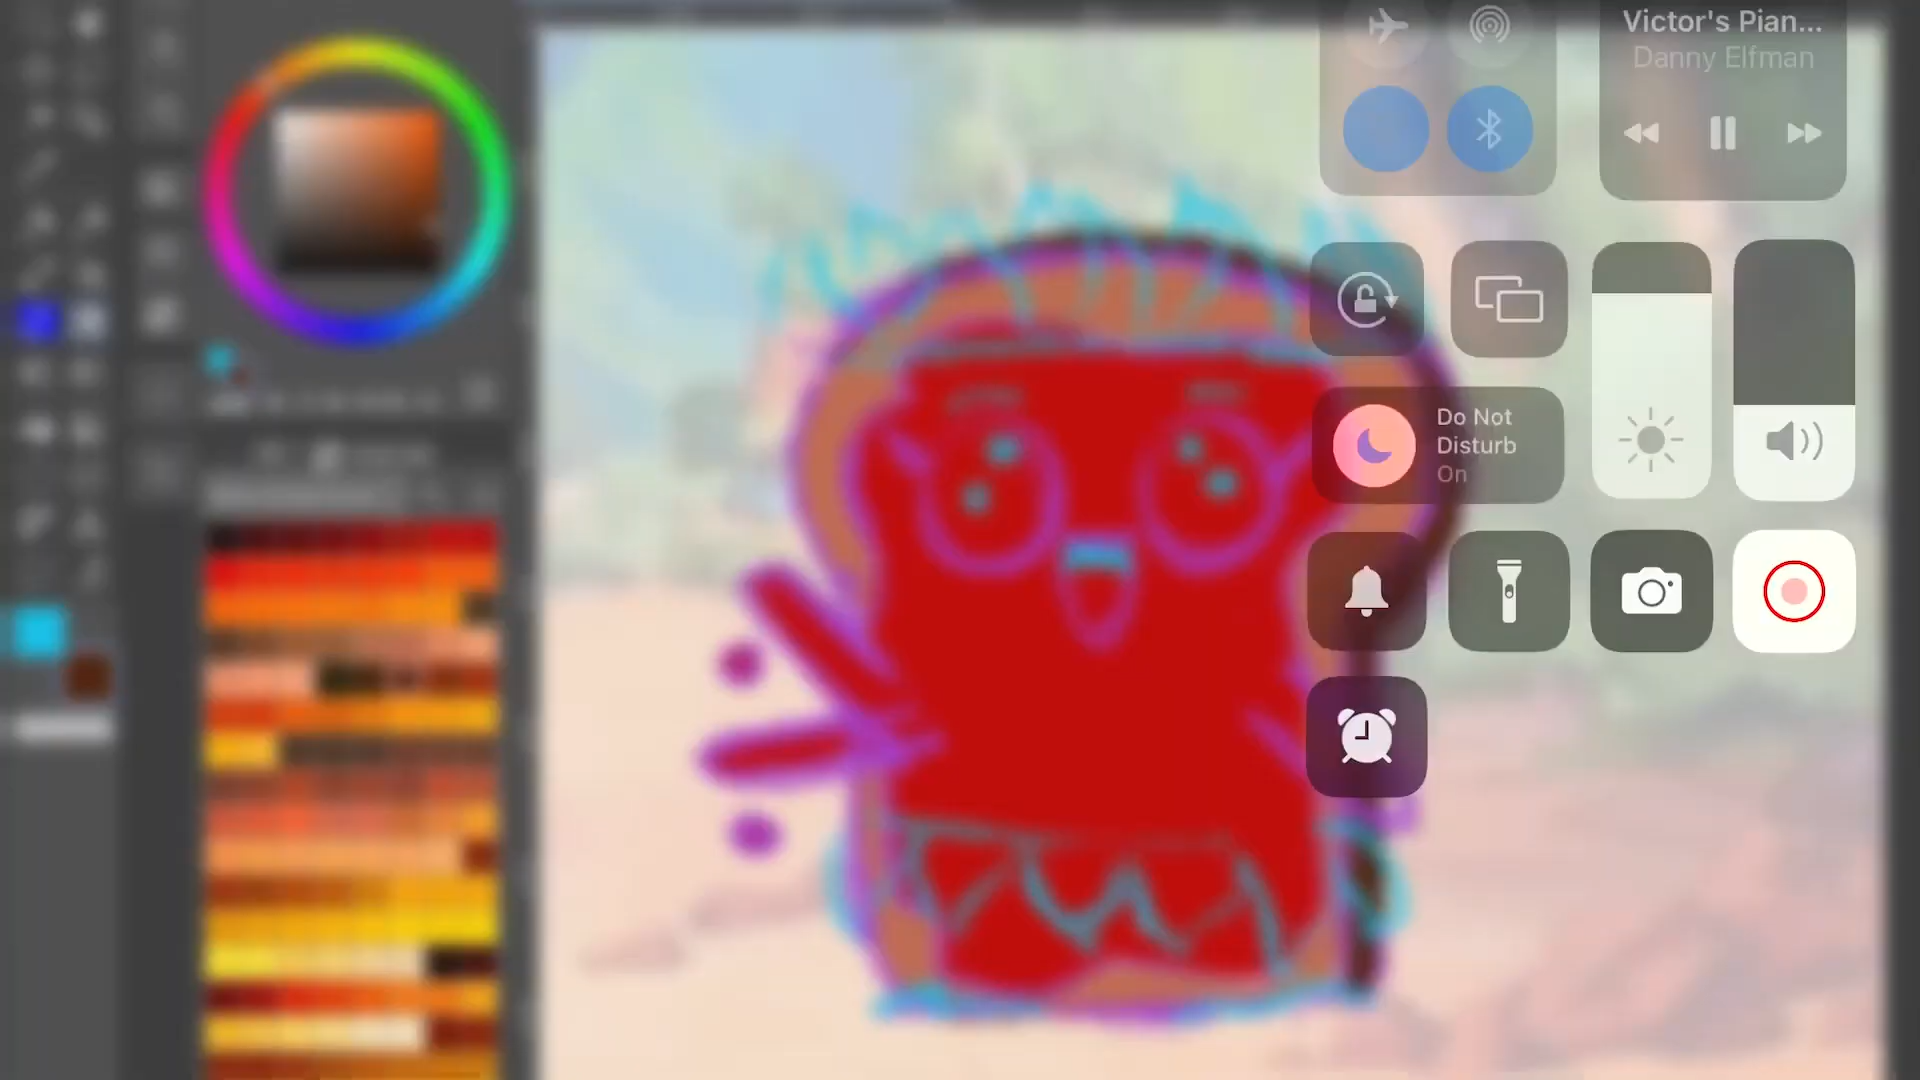 Victor's Pian...
Danny Elfman
Do Not
Disturb
On